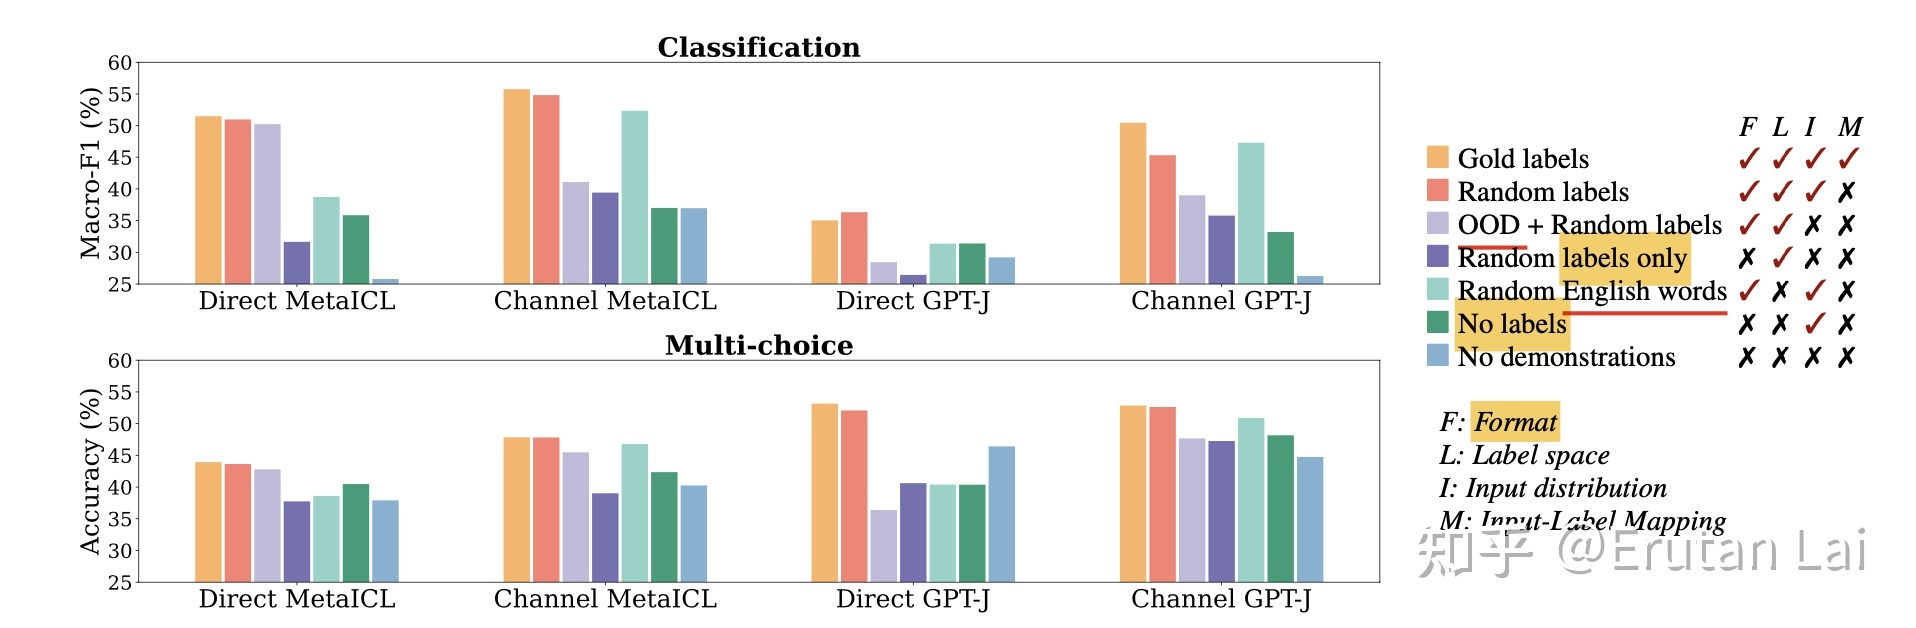 Classification
60
55
50
45
40
35
30
25
Macro-F1 (%)
Direct MetaICL Channel MetaICL Direct GPT-J Channel GPT-J
Multi-choice
60
55
50
45
40
35
30
25
Accuracy (%)
Direct MetaICL Channel MetaICL Direct GPT-J Channel GPT-J
F L I M
Gold labels ✓ ✓ ✓ ✓
Random labels ✓ ✓ ✓ ✗
OOD + Random labels ✓ ✓ ✗ ✗
Random labels only ✗ ✓ ✗ ✗
Random English words ✓ ✗ ✓ ✗
No labels ✗ ✗ ✓ ✗
No demonstrations ✗ ✗ ✗ ✗
F: Format
L: Label space
I: Input distribution
M: Input-Label Mapping
知乎 @Erutan Lai